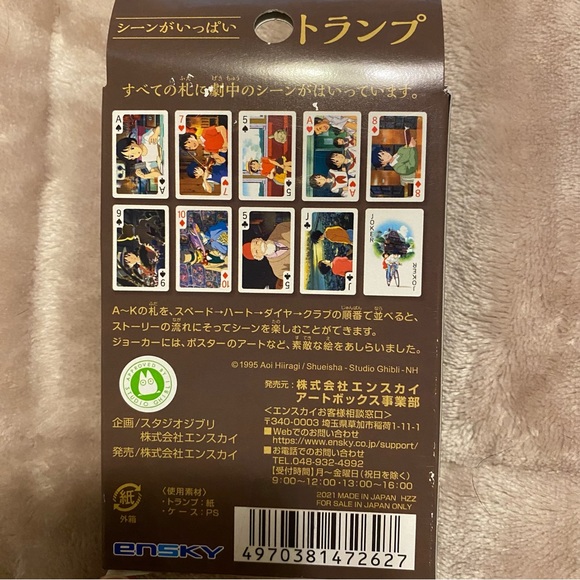 シーンがいっぱい
トランプ
すべての札に劇中のシーンがはいっています。
A 7 5 A 8
9 10 5 J JOKER
A〜Kの札を、スペード→ハート→ダイヤ→クラブの順番で並べると、
ストーリーの流れにそってシーンを楽しむことができます。
ジョーカーには、ポスターのアートなど、素敵な絵をあしらいました。
©1995 Aoi Hiiragi / Shueisha - Studio Ghibli - NH
APPROVED BY STUDIO GHIBLI
企画/スタジオジブリ
株式会社エンスカイ
発売/株式会社エンスカイ
発売元: 株式会社エンスカイ
アートボックス事業部
<エンスカイお客様相談窓口>
〒340-0003 埼玉県草加市稲荷1-11-1
■Webでのお問い合わせ
https://www.ensky.co.jp/support/
■お電話でのお問い合わせ
TEL.048-932-4992
【受付時間】月〜金曜日(祝日を除く)
9:00〜12:00・13:00〜16:00
紙
外箱
〈使用素材〉
・トランプ:紙
・ケース:PS
2021 MADE IN JAPAN HZZ
FOR SALE IN JAPAN ONLY
ensky
4970381472627